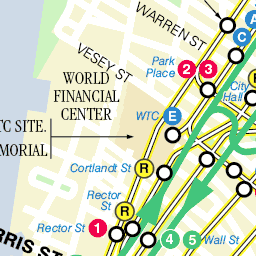 WARREN ST
VESEY ST
Park
Place
2 3
A
C
City
Hall
WORLD
FINANCIAL
CENTER
TC SITE.
MORIAL
WTC E
Cortlandt St R
Rector
St
R
Rector St 1
RRIS ST
4 5 Wall St